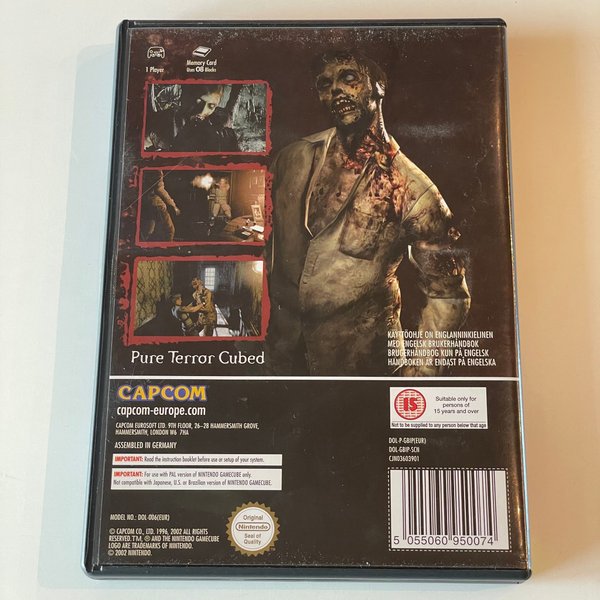 1 Player
Memory Card
Uses 08 Blocks
Pure Terror Cubed
KÄYTTÖOHJE ON ENGLANNINKIELINEN
MED ENGELSK BRUKERHÅNDBOK
BRUGERHÅNDBOG KUN PÅ ENGELSK
HANDBOKEN ÄR ENDAST PÅ ENGELSKA
CAPCOM
capcom-europe.com
CAPCOM EUROSOFT LTD. 9TH FLOOR, 26-28 HAMMERSMITH GROVE,
HAMMERSMITH, LONDON W6 7HA
ASSEMBLED IN GERMANY
IMPORTANT: Read the instruction booklet before use or setup of your system.
IMPORTANT: For use with PAL version of NINTENDO GAMECUBE only.
Not compatible with Japanese, U.S. or Brazilian version of NINTENDO GAMECUBE.
15
Suitable only for
persons of
15 years and over
Not to be supplied to any person below that age
DOL-P-GBIP(EUR)
DOL-GBIP-SCN
CJN03603901
MODEL NO.: DOL-006(EUR)
© CAPCOM CO., LTD. 1996, 2002 ALL RIGHTS
RESERVED.T.M, ® AND THE NINTENDO GAMECUBE
LOGO ARE TRADEMARKS OF NINTENDO.
© 2002 NINTENDO.
Original
Nintendo
Seal of
Quality
5 055060 950074